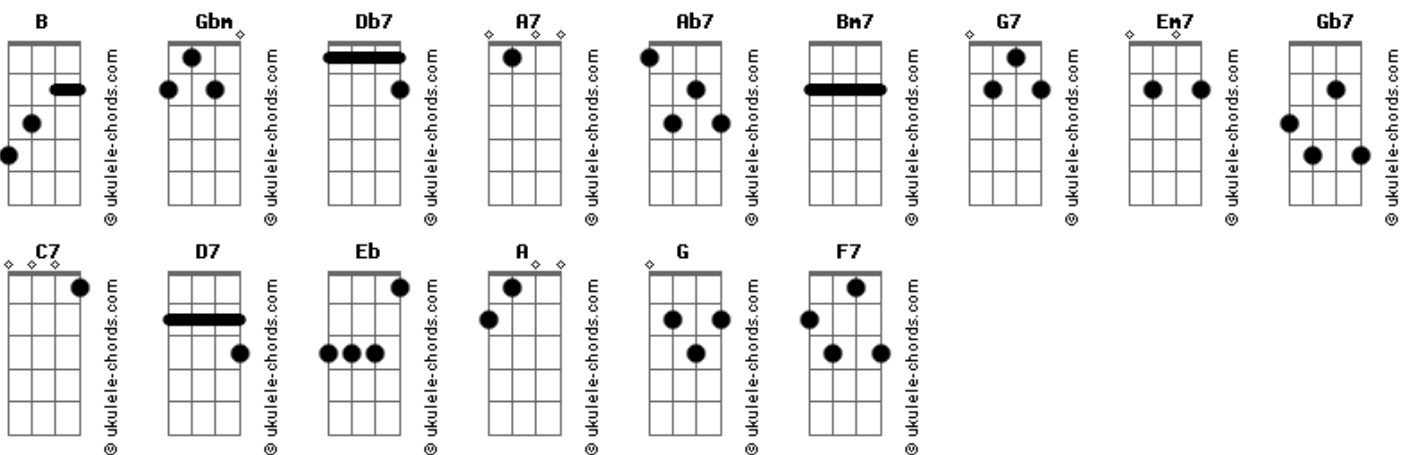 B Gbm Db7 A7 Ab7 Bm7 G7 Em7 Gb7
© ukulele-chords.com © ukulele-chords.com © ukulele-chords.com © ukulele-chords.com © ukulele-chords.com © ukulele-chords.com © ukulele-chords.com © ukulele-chords.com © ukulele-chords.com
C7 D7 Eb A G F7
© ukulele-chords.com © ukulele-chords.com © ukulele-chords.com © ukulele-chords.com © ukulele-chords.com © ukulele-chords.com